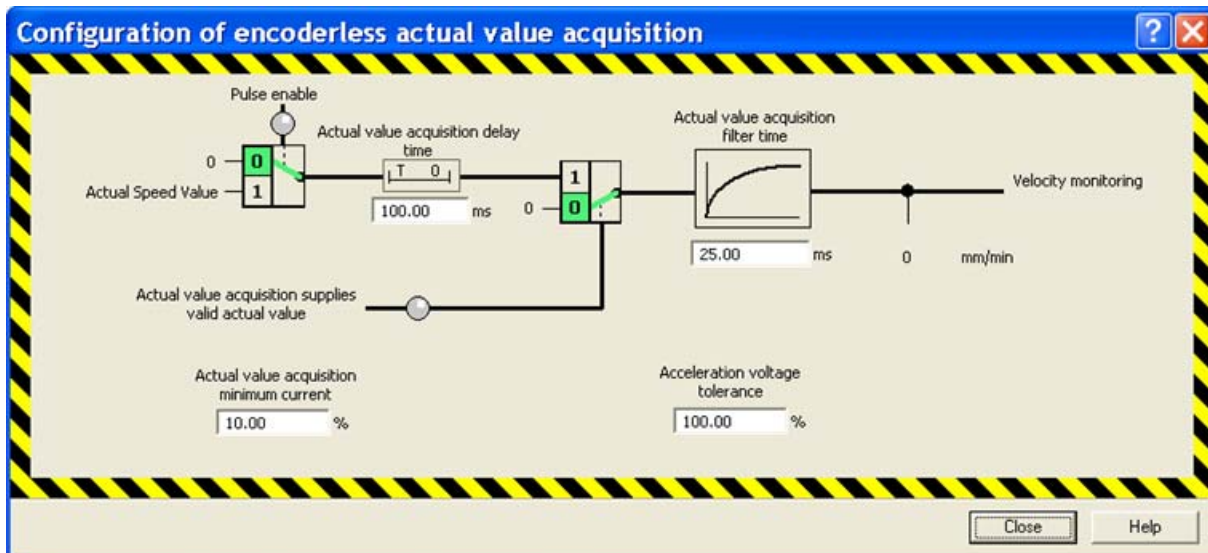 Configuration of encoderless actual value acquisition
?
Pulse enable
0
0
1
Actual Speed Value
Actual value acquisition delay
time
T 0
100.00 ms
1
0
0
Actual value acquisition
filter time
25.00 ms
Velocity monitoring
0 mm/min
Actual value acquisition supplies
valid actual value
Actual value acquisition
minimum current
10.00 %
Acceleration voltage
tolerance
100.00 %
Close
Help